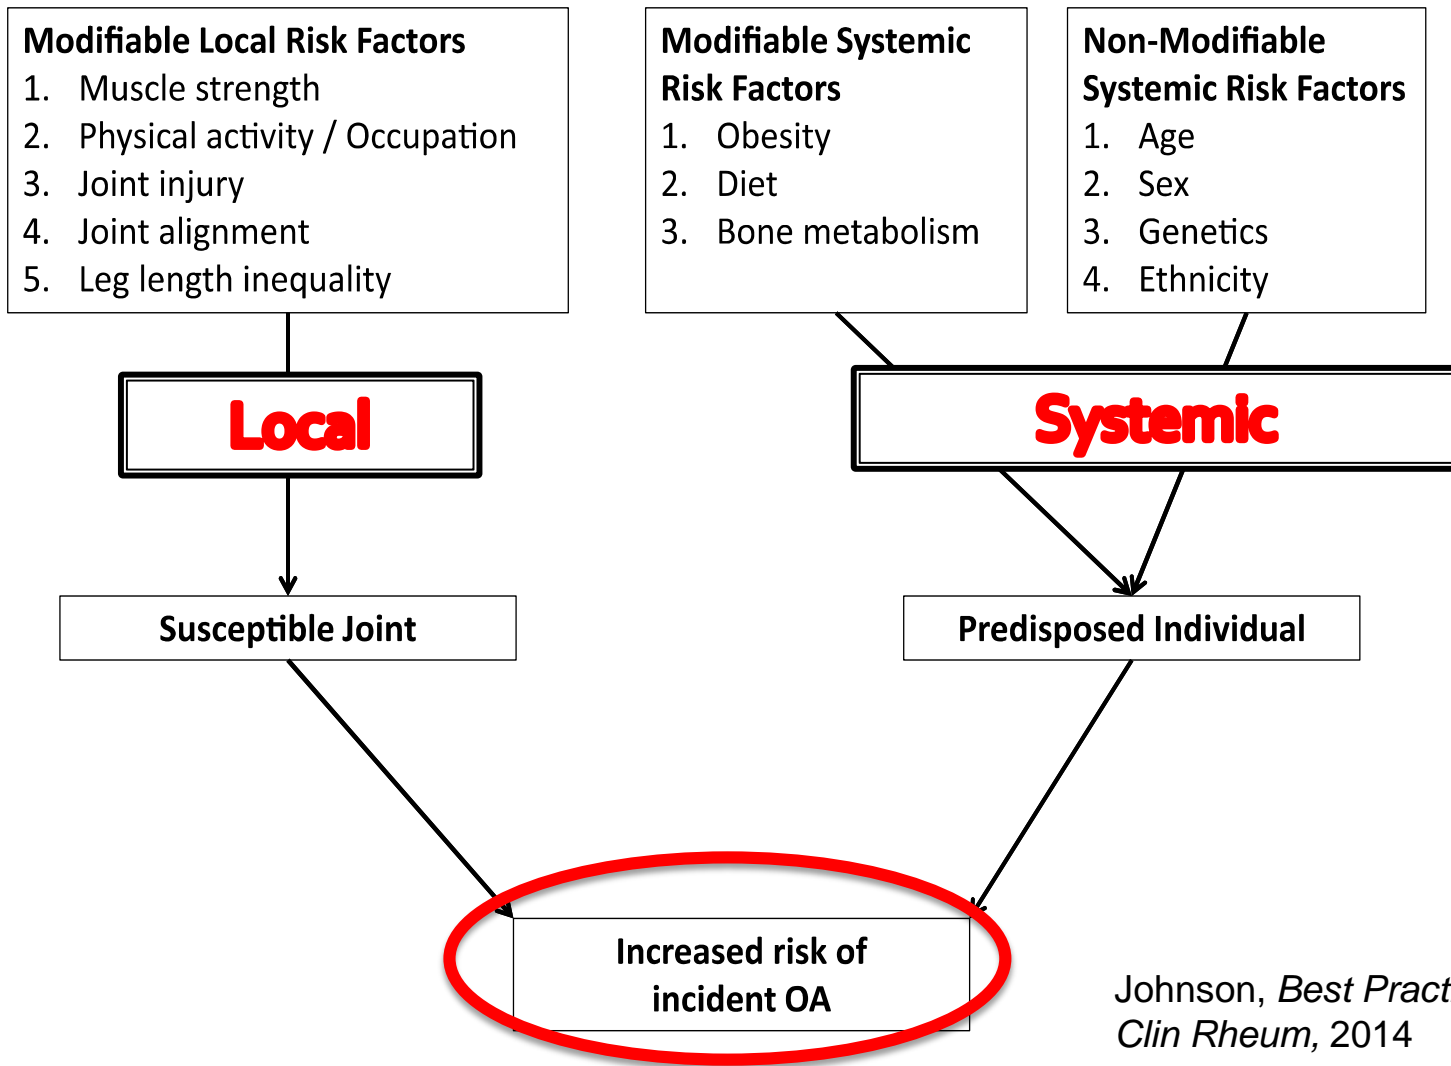 Modifiable Local Risk Factors
1. Muscle strength
2. Physical activity / Occupation
3. Joint injury
4. Joint alignment
5. Leg length inequality
Modifiable Systemic
Risk Factors
1. Obesity
2. Diet
3. Bone metabolism
Non-Modifiable
Systemic Risk Factors
1. Age
2. Sex
3. Genetics
4. Ethnicity
Local
Systemic
Susceptible Joint
Predisposed Individual
Increased risk of
incident OA
Johnson, Best Pract
Clin Rheum, 2014